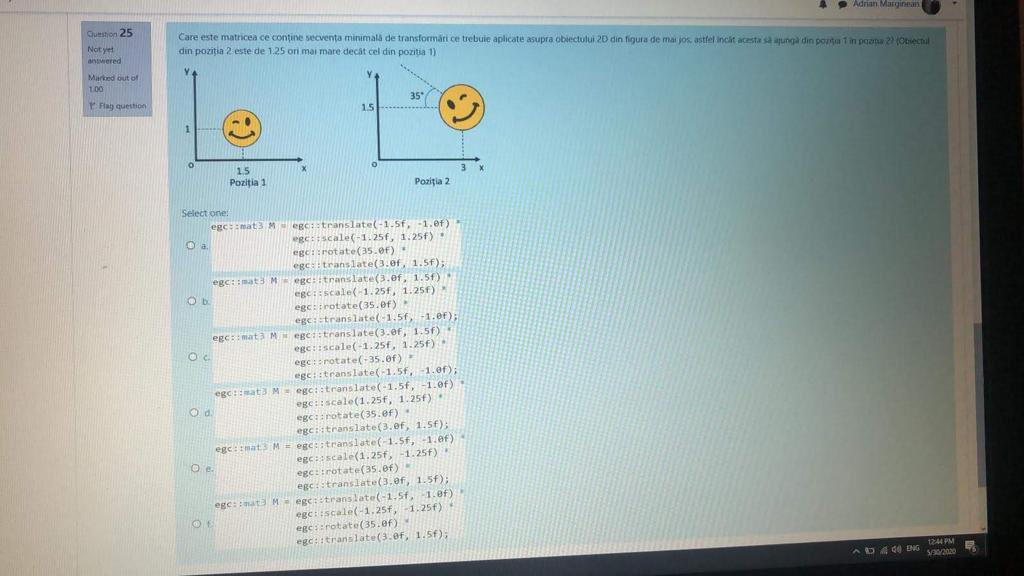 Adrian Marginean
Question 25
Not yet
answered
Marked out of
1.00
Flag question
Care este matricea ce conține secvența minimală de transformări ce trebuie aplicate asupra obiectului 2D din figura de mai jos, astfel încât acesta să ajungă din poziția 1 în poziția 2? (Obiectul
din poziția 2 este de 1.25 ori mai mare decât cel din poziția 1)
Y
1
O
1.5
x
Poziția 1
Y
35°
1.5
O
3
x
Poziția 2
Select one:
a.
egc::mat3 M = egc::translate(-1.5f, -1.0f) *
egc::scale(-1.25f, 1.25f) *
egc::rotate(35.0f) *
egc::translate(3.0f, 1.5f);
b.
egc::mat3 M = egc::translate(3.0f, 1.5f) *
egc::scale(-1.25f, 1.25f) *
egc::rotate(35.0f) *
egc::translate(-1.5f, -1.0f);
c.
egc::mat3 M = egc::translate(3.0f, 1.5f) *
egc::scale(-1.25f, 1.25f) *
egc::rotate(-35.0f) *
egc::translate(-1.5f, -1.0f);
d.
egc::mat3 M = egc::translate(-1.5f, -1.0f) *
egc::scale(1.25f, 1.25f) *
egc::rotate(35.0f) *
egc::translate(3.0f, 1.5f);
e.
egc::mat3 M = egc::translate(-1.5f, -1.0f) *
egc::scale(1.25f, -1.25f) *
egc::rotate(35.0f) *
egc::translate(3.0f, 1.5f);
f.
egc::mat3 M = egc::translate(-1.5f, -1.0f) *
egc::scale(-1.25f, -1.25f) *
egc::rotate(35.0f) *
egc::translate(3.0f, 1.5f);
ENG
12:44 PM
5/30/2020